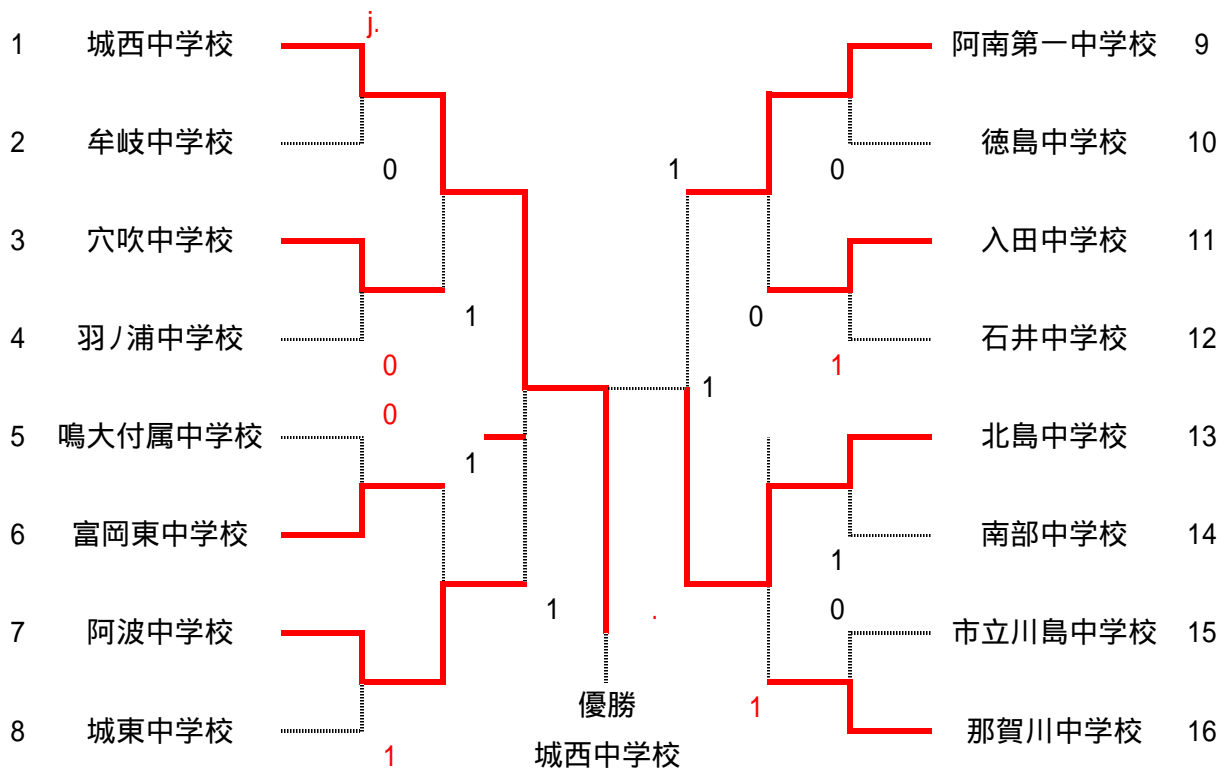 j.
1 城西中学校
阿南第一中学校 9
2 牟岐中学校
徳島中学校 10
0
1
0
3 穴吹中学校
入田中学校 11
1
0
4 羽ノ浦中学校
石井中学校 12
0
1
1
0
5 鳴大付属中学校
北島中学校 13
1
6 富岡東中学校
南部中学校 14
1
1
.
0
7 阿波中学校
市立川島中学校 15
優勝
1
8 城東中学校
那賀川中学校 16
1
城西中学校